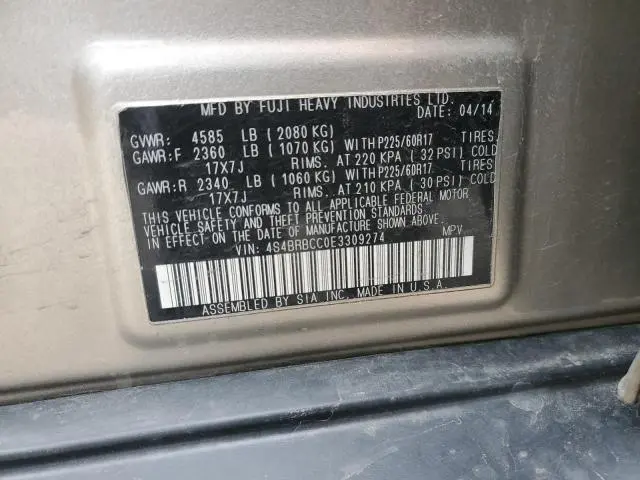 MFD BY FUJI HEAVY INDUSTRIES LTD.
DATE: 04/14
GVWR: 4585 LB ( 2080 KG)
GAWR:F 2360 LB ( 1070 KG) WITH P225/60R17 TIRES,
17X7J RIMS. AT 220 KPA ( 32 PSI) COLD
GAWR:R 2340 LB ( 1060 KG) WITH P225/60R17 TIRES,
17X7J RIMS. AT 210 KPA ( 30 PSI) COLD
THIS VEHICLE CONFORMS TO ALL APPLICABLE FEDERAL MOTOR
VEHICLE SAFETY AND THEFT PREVENTION STANDARDS
IN EFFECT ON THE DATE OF MANUFACTURE SHOWN ABOVE.
VIN: 4S4BRBCC0E3309274 MPV
ASSEMBLED BY SIA INC. MADE IN U.S.A.